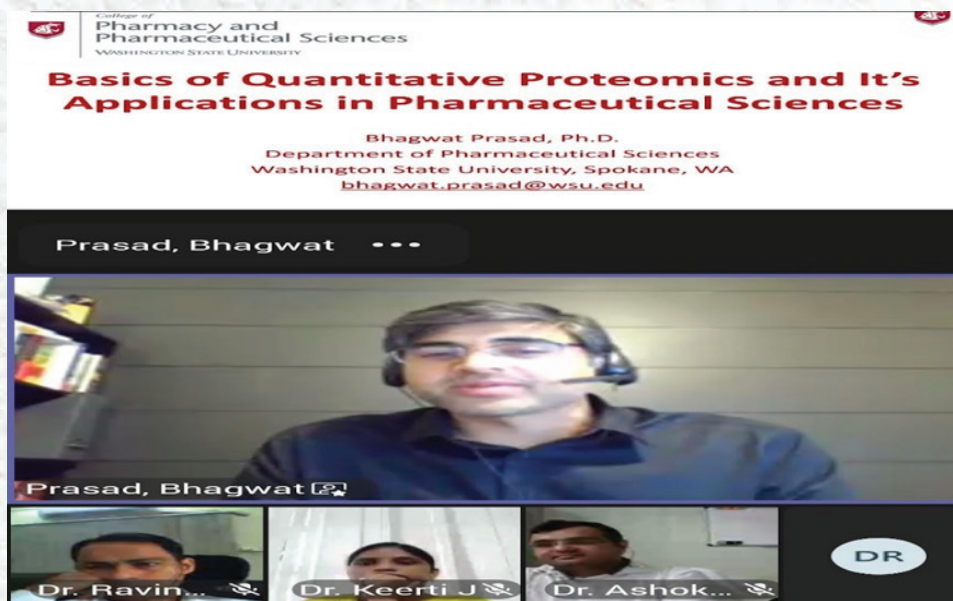 College of
Pharmacy and
Pharmaceutical Sciences
WASHINGTON STATE UNIVERSITY
Basics of Quantitative Proteomics and It's
Applications in Pharmaceutical Sciences
Bhagwat Prasad, Ph.D.
Department of Pharmaceutical Sciences
Washington State University, Spokane, WA
bhagwat.prasad@wsu.edu
Prasad, Bhagwat •••
Prasad, Bhagwat
Dr. Ravin... Dr. Keerti J Dr. Ashok... DR